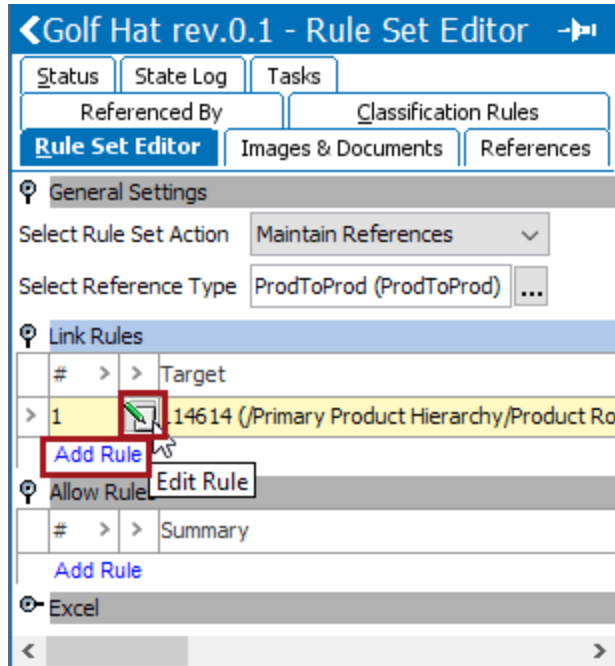 Golf Hat rev.0.1 - Rule Set Editor
Status State Log Tasks
Referenced By Classification Rules
Rule Set Editor Images & Documents References
General Settings
Select Rule Set Action Maintain References
Select Reference Type ProdToProd (ProdToProd) ...
Link Rules
# > > Target
> 1 114614 (/Primary Product Hierarchy/Product Ro
Add Rule
Edit Rule
Allow Rules
# > > Summary
Add Rule
Excel